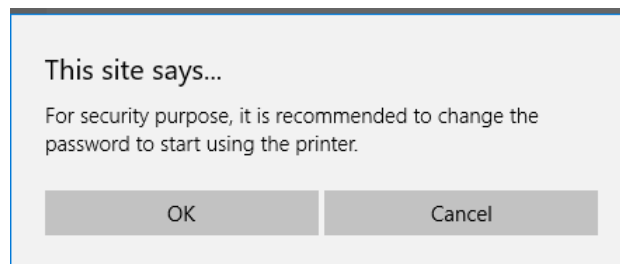 This site says...
For security purpose, it is recommended to change the
password to start using the printer.
OK
Cancel